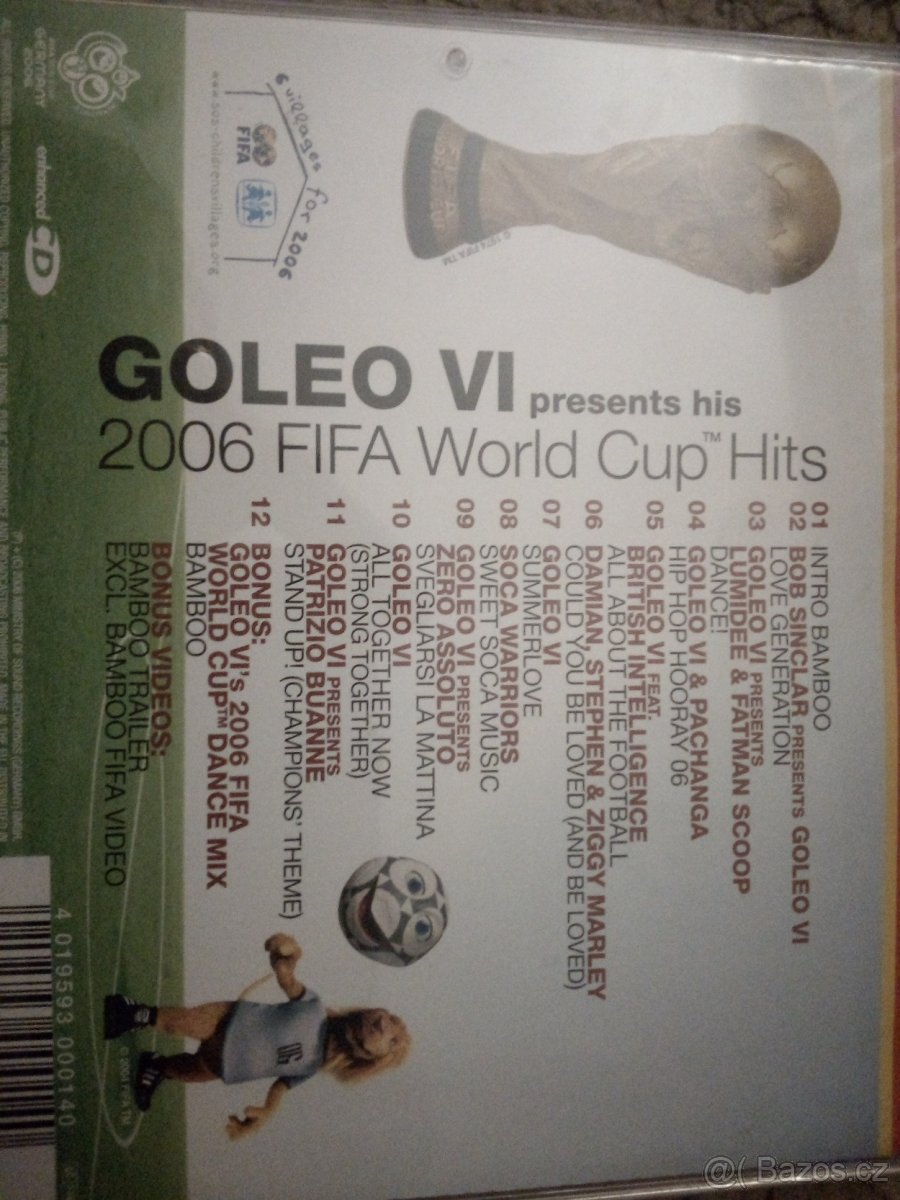 GOLEO VI presents his
2006 FIFA World Cup™ Hits
01 INTRO BAMBOO
02 BOB SINCLAR PRESENTS GOLEO VI
LOVE GENERATION
03 GOLEO VI PRESENTS
LUMIDEE & FATMAN SCOOP
DANCE!
04 GOLEO VI & PACHANGA
HIP HOP HOORAY 06
05 GOLEO VI FEAT.
BRITISH INTELLIGENCE
ALL ABOUT THE FOOTBALL
06 DAMIAN, STEPHEN & ZIGGY MARLEY
COULD YOU BE LOVED (AND BE LOVED)
07 GOLEO VI
SUMMERLOVE
08 SOCA WARRIORS
SWEET SOCA MUSIC
09 GOLEO VI PRESENTS
ZERO ASSOLUTO
SVEGLIARSI LA MATTINA
10 GOLEO VI
ALL TOGETHER NOW
(STRONG TOGETHER)
11 GOLEO VI PRESENTS
PATRIZIO BUANNE
STAND UP! (CHAMPIONS' THEME)
12 BONUS:
GOLEO VI's 2006 FIFA
WORLD CUP™ DANCE MIX
BAMBOO
BONUS VIDEOS:
BAMBOO TRAILER
EXCL. BAMBOO FIFA VIDEO
© 1974 FIFA TM
6 villages for 2006
FIFA
www.sos-childrensvillages.org
enhanced CD
4 019593 000140
@( Bazos.cz